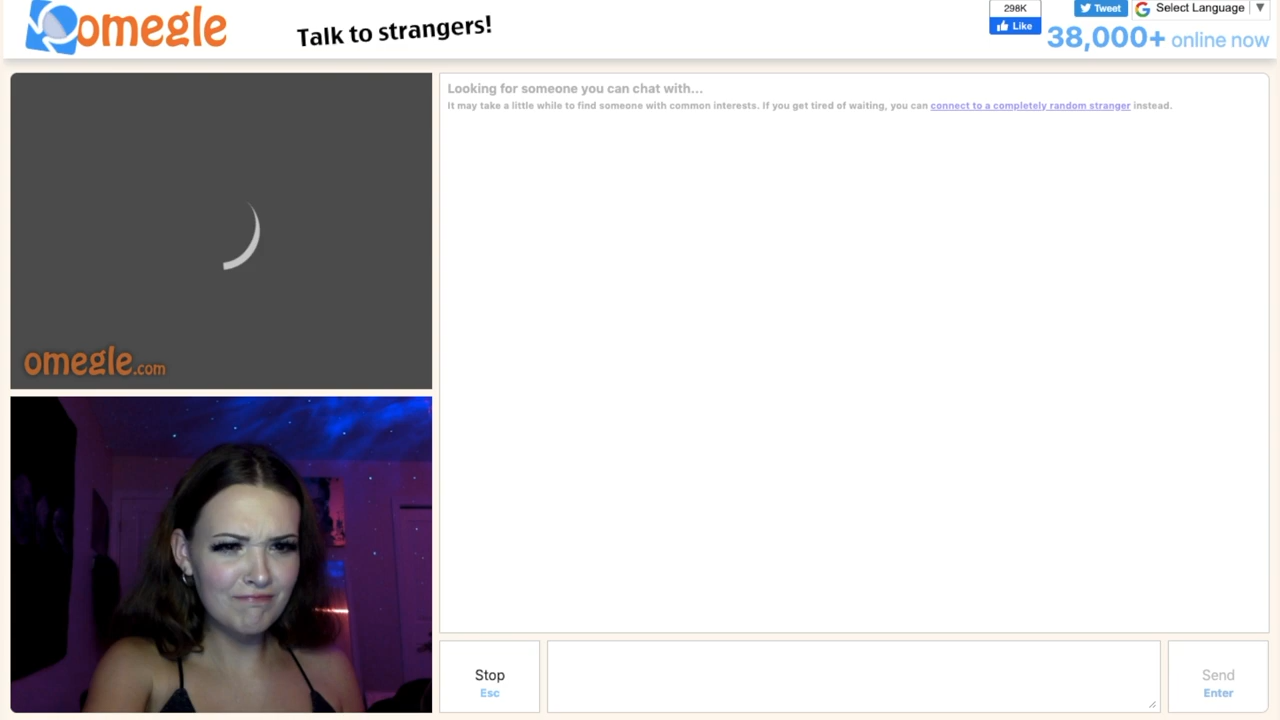 omegle
Talk to strangers!
298K
Like
Tweet
Select Language ▼
38,000+ online now
Looking for someone you can chat with...
It may take a little while to find someone with common interests. If you get tired of waiting, you can connect to a completely random stranger instead.
omegle.com
Stop
Esc
Send
Enter